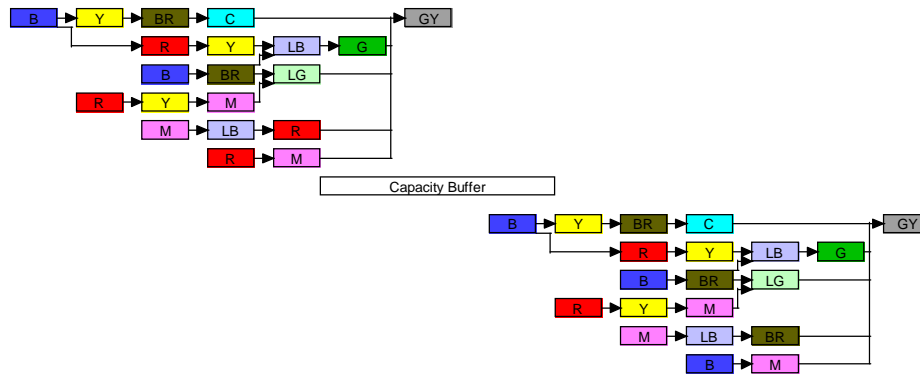 B Y BR C GY
R Y LB G
B BR LG
R Y M
M LB R
R M
Capacity Buffer
B Y BR C GY
R Y LB G
B BR LG
R Y M
M LB BR
B M